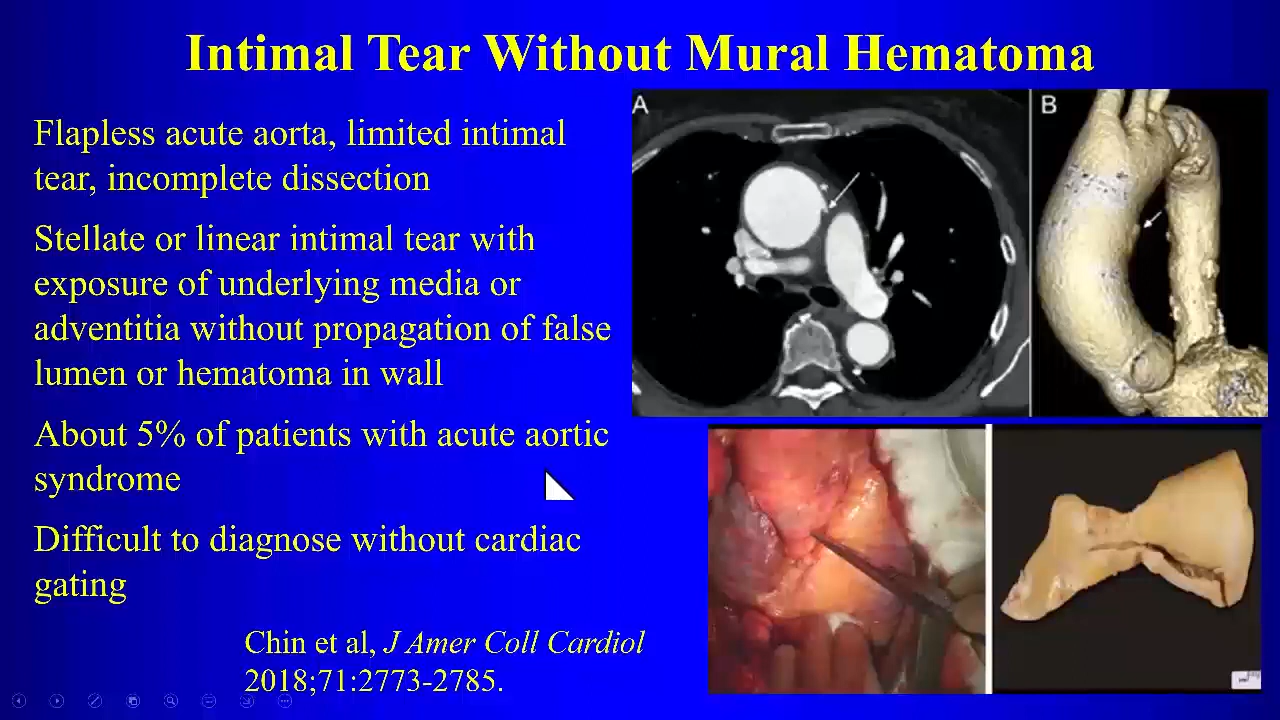 Intimal Tear Without Mural Hematoma
Flapless acute aorta, limited intimal
tear, incomplete dissection
Stellate or linear intimal tear with
exposure of underlying media or
adventitia without propagation of false
lumen or hematoma in wall
About 5% of patients with acute aortic
syndrome
Difficult to diagnose without cardiac
gating
Chin et al, J Amer Coll Cardiol
2018;71:2773-2785.
A
B